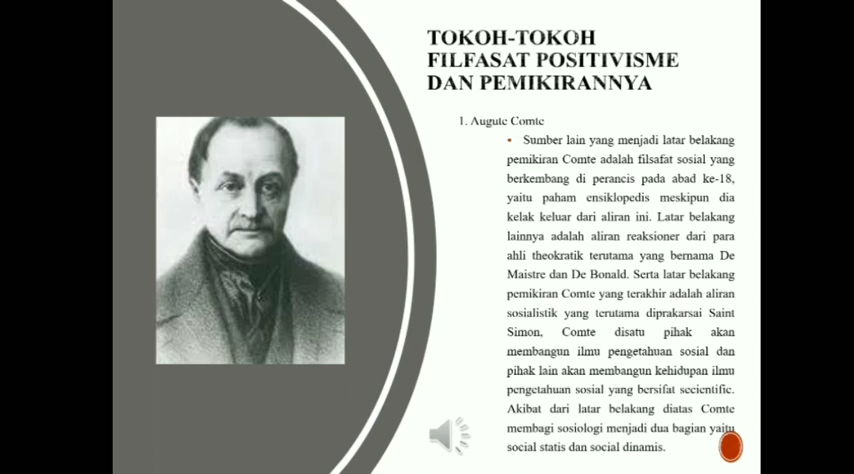 TOKOH-TOKOH
FILFASAT POSITIVISME
DAN PEMIKIRANNYA
1. Augute Comte
▪ Sumber lain yang menjadi latar belakang
pemikiran Comte adalah filsafat sosial yang
berkembang di perancis pada abad ke-18,
yaitu paham ensiklopedis meskipun dia
kelak keluar dari aliran ini. Latar belakang
lainnya adalah aliran reaksioner dari para
ahli theokratik terutama yang bernama De
Maistre dan De Bonald. Serta latar belakang
pemikiran Comte yang terakhir adalah aliran
sosialistik yang terutama diprakarsai Saint
Simon, Comte disatu pihak akan
membangun ilmu pengetahuan sosial dan
pihak lain akan membangun kehidupan ilmu
pengetahuan sosial yang bersifat secientific.
Akibat dari latar belakang diatas Comte
membagi sosiologi menjadi dua bagian yaitu
social statis dan social dinamis.